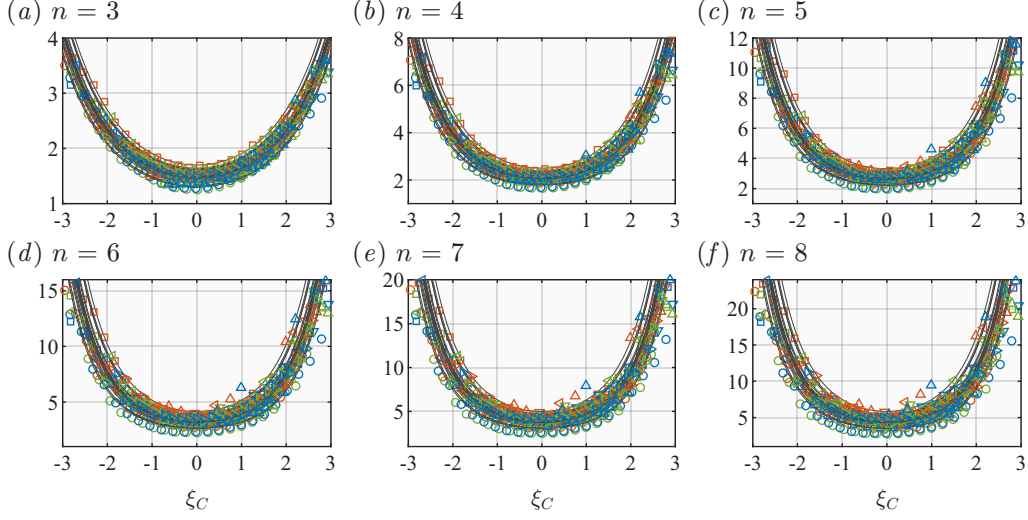 (a) n = 3 (b) n = 4 (c) n = 5
4 8 12
10
3 6 8
2 4 6
4
1 2 2
-3 -2 -1 0 1 2 3 -3 -2 -1 0 1 2 3 -3 -2 -1 0 1 2 3
(d) n = 6 (e) n = 7 (f) n = 8
15 20 20
10 15 15
10 10
5 5 5
-3 -2 -1 0 1 2 3 -3 -2 -1 0 1 2 3 -3 -2 -1 0 1 2 3
ξC ξC ξC